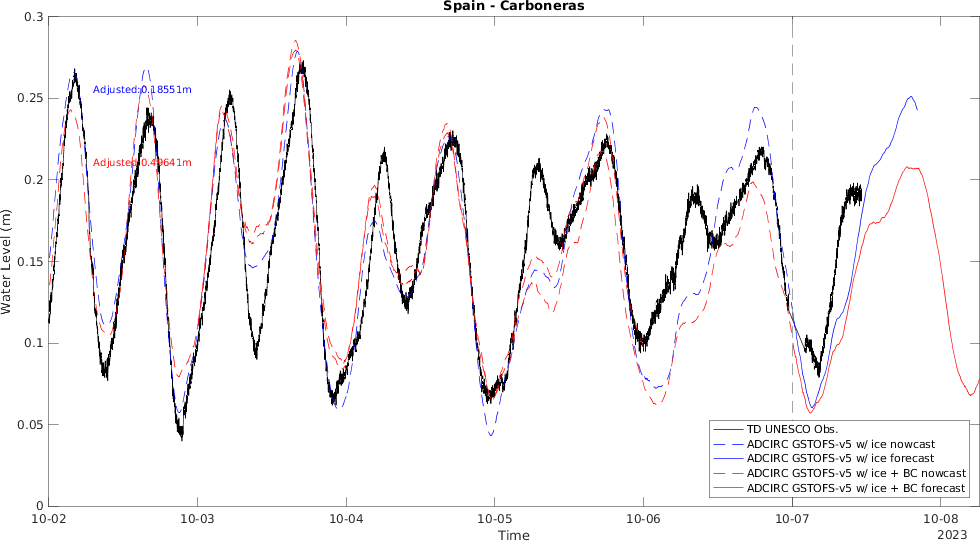 Spain - Carboneras
0.3
0.25
0.2
0.15
0.1
0.05
0
Water Level (m)
Adjusted:0.18551m
Adjusted:0.49641m
TD UNESCO Obs.
ADCIRC GSTOFS-v5 w/ ice nowcast
ADCIRC GSTOFS-v5 w/ ice forecast
ADCIRC GSTOFS-v5 w/ ice + BC nowcast
ADCIRC GSTOFS-v5 w/ ice + BC forecast
10-02 10-03 10-04 10-05 10-06 10-07 10-08
Time
2023